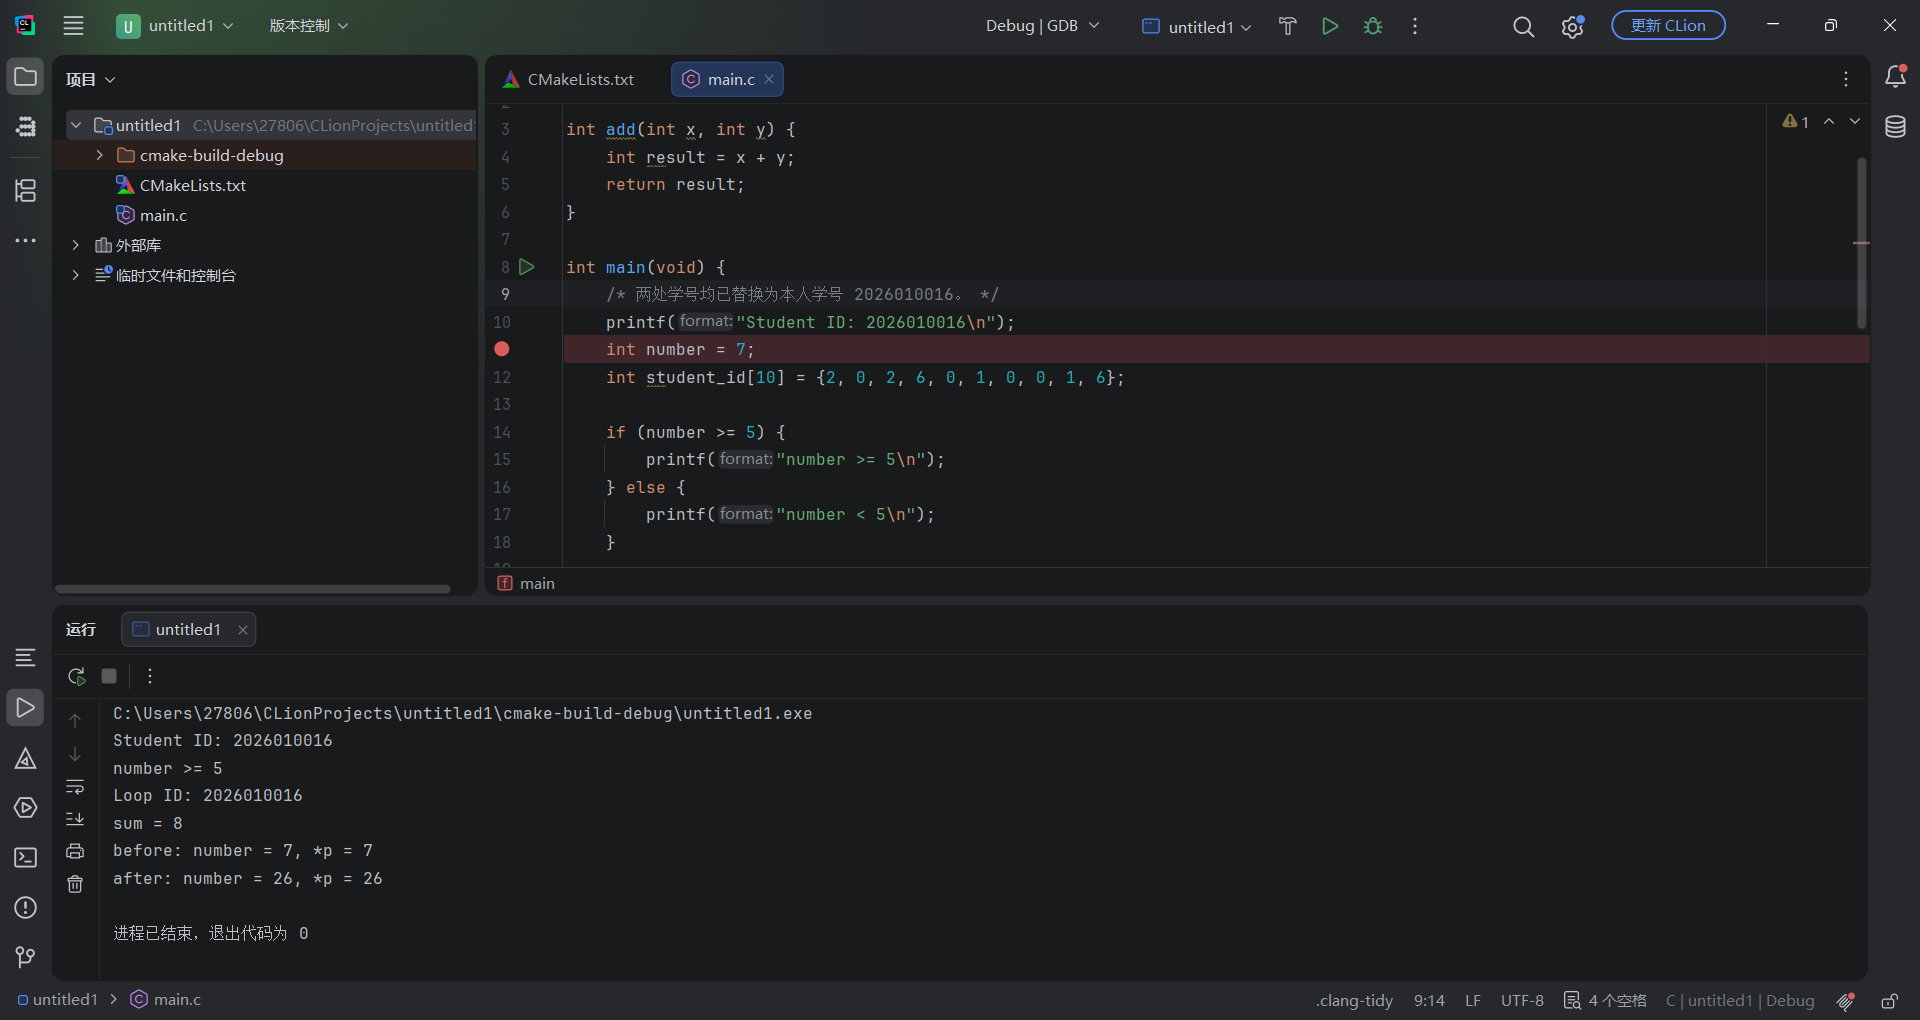 CL
U untitled1
版本控制
Debug | GDB
untitled1
更新 CLion
项目
untitled1 C:\Users\27806\CLionProjects\untitled
cmake-build-debug
CMakeLists.txt
main.c
外部库
临时文件和控制台
CMakeLists.txt
main.c
1
3 int add(int x, int y) {
4 int result = x + y;
5 return result;
6 }
7
8 int main(void) {
9 /* 两处学号均已替换为本人学号 2026010016。 */
10 printf(format:"Student ID: 2026010016\n");
int number = 7;
12 int student_id[10] = {2, 0, 2, 6, 0, 1, 0, 0, 1, 6};
13
14 if (number >= 5) {
15 printf(format:"number >= 5\n");
16 } else {
17 printf(format:"number < 5\n");
18 }
f main
运行
untitled1
C:\Users\27806\CLionProjects\untitled1\cmake-build-debug\untitled1.exe
Student ID: 2026010016
number >= 5
Loop ID: 2026010016
sum = 8
before: number = 7, *p = 7
after: number = 26, *p = 26
进程已结束，退出代码为 0
untitled1 > main.c
.clang-tidy
9:14
LF
UTF-8
4 个空格
C | untitled1 | Debug